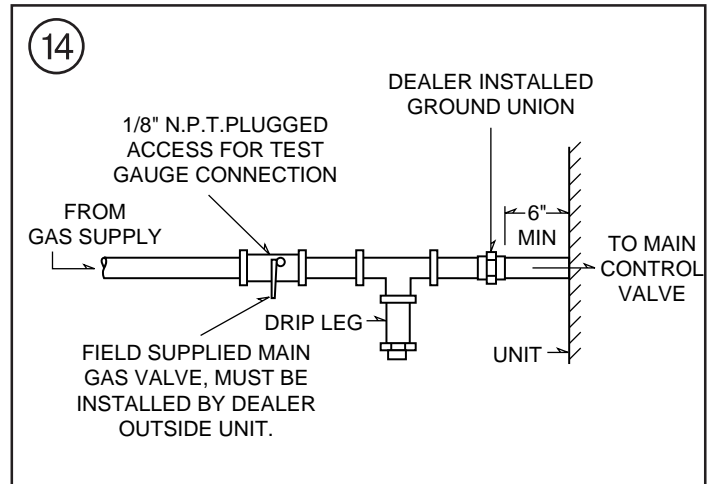 14
DEALER INSTALLED
GROUND UNION
1/8" N.P.T.PLUGGED
ACCESS FOR TEST
GAUGE CONNECTION
FROM
GAS SUPPLY
6"
MIN
TO MAIN
CONTROL
VALVE
DRIP LEG
UNIT
FIELD SUPPLIED MAIN
GAS VALVE, MUST BE
INSTALLED BY DEALER
OUTSIDE UNIT.